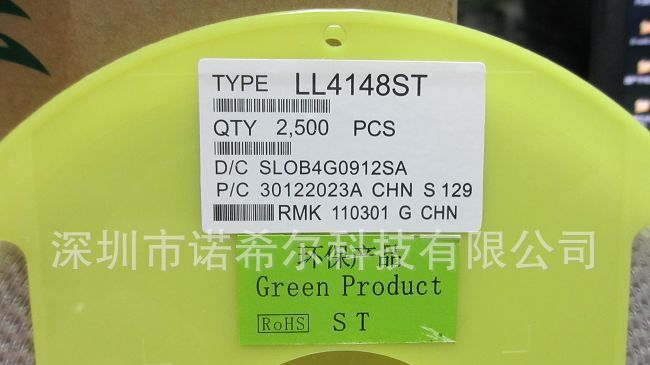 TYPE LL4148ST
QTY 2,500 PCS
D/C SLOB4G0912SA
P/C 30122023A CHN S 129
RMK 110301 G CHN
深圳市诺希尔科技有限公司
环保产品
Green Product
RoHS ST